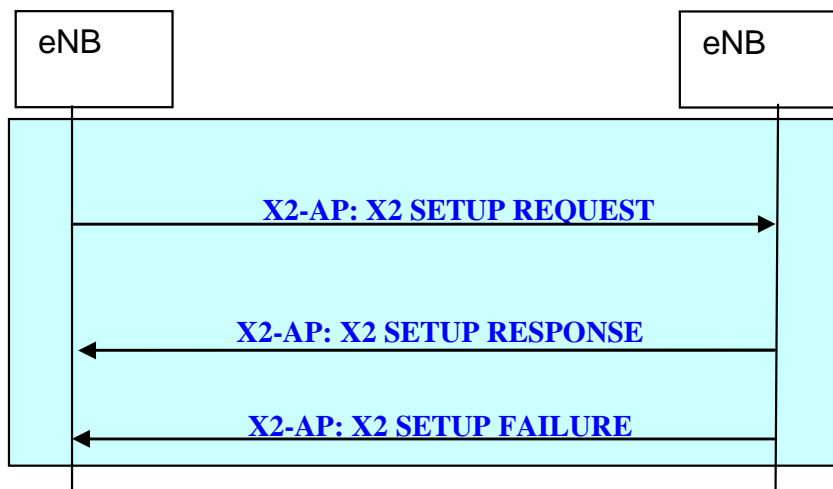 eNB
eNB
X2-AP: X2 SETUP REQUEST
X2-AP: X2 SETUP RESPONSE
X2-AP: X2 SETUP FAILURE